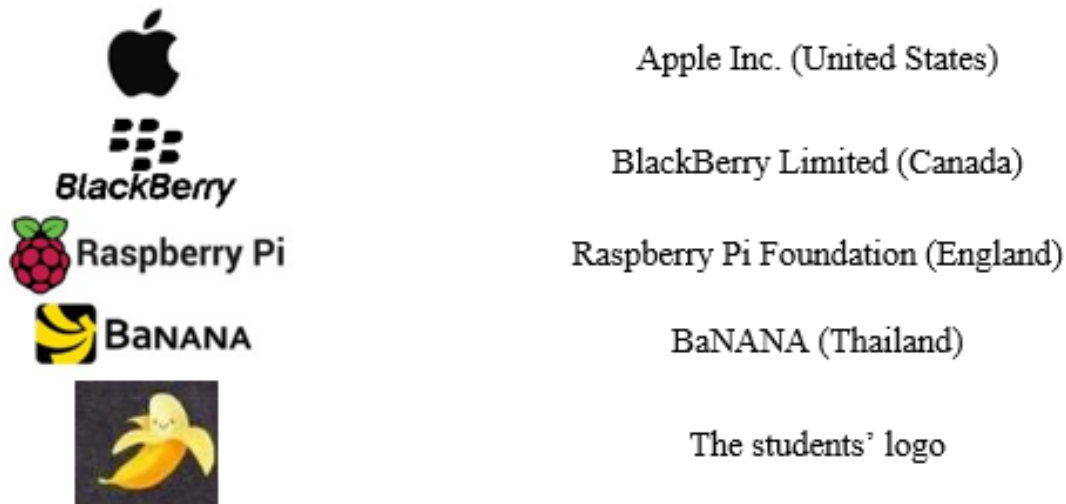 Apple Inc. (United States)
BlackBerry
BlackBerry Limited (Canada)
Raspberry Pi
Raspberry Pi Foundation (England)
BaNANA
BaNANA (Thailand)
The students’ logo